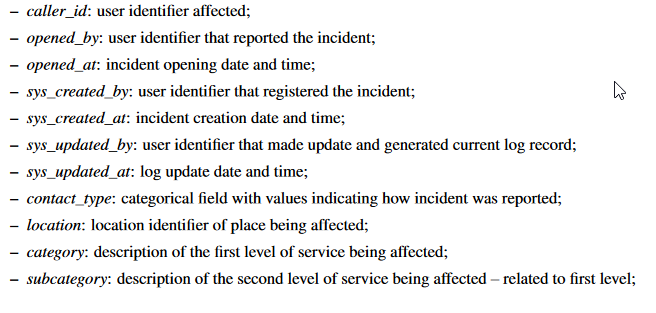 – caller_id: user identifier affected;
– opened_by: user identifier that reported the incident;
– opened_at: incident opening date and time;
– sys_created_by: user identifier that registered the incident;
– sys_created_at: incident creation date and time;
– sys_updated_by: user identifier that made update and generated current log record;
– sys_updated_at: log update date and time;
– contact_type: categorical field with values indicating how incident was reported;
– location: location identifier of place being affected;
– category: description of the first level of service being affected;
– subcategory: description of the second level of service being affected – related to first level;